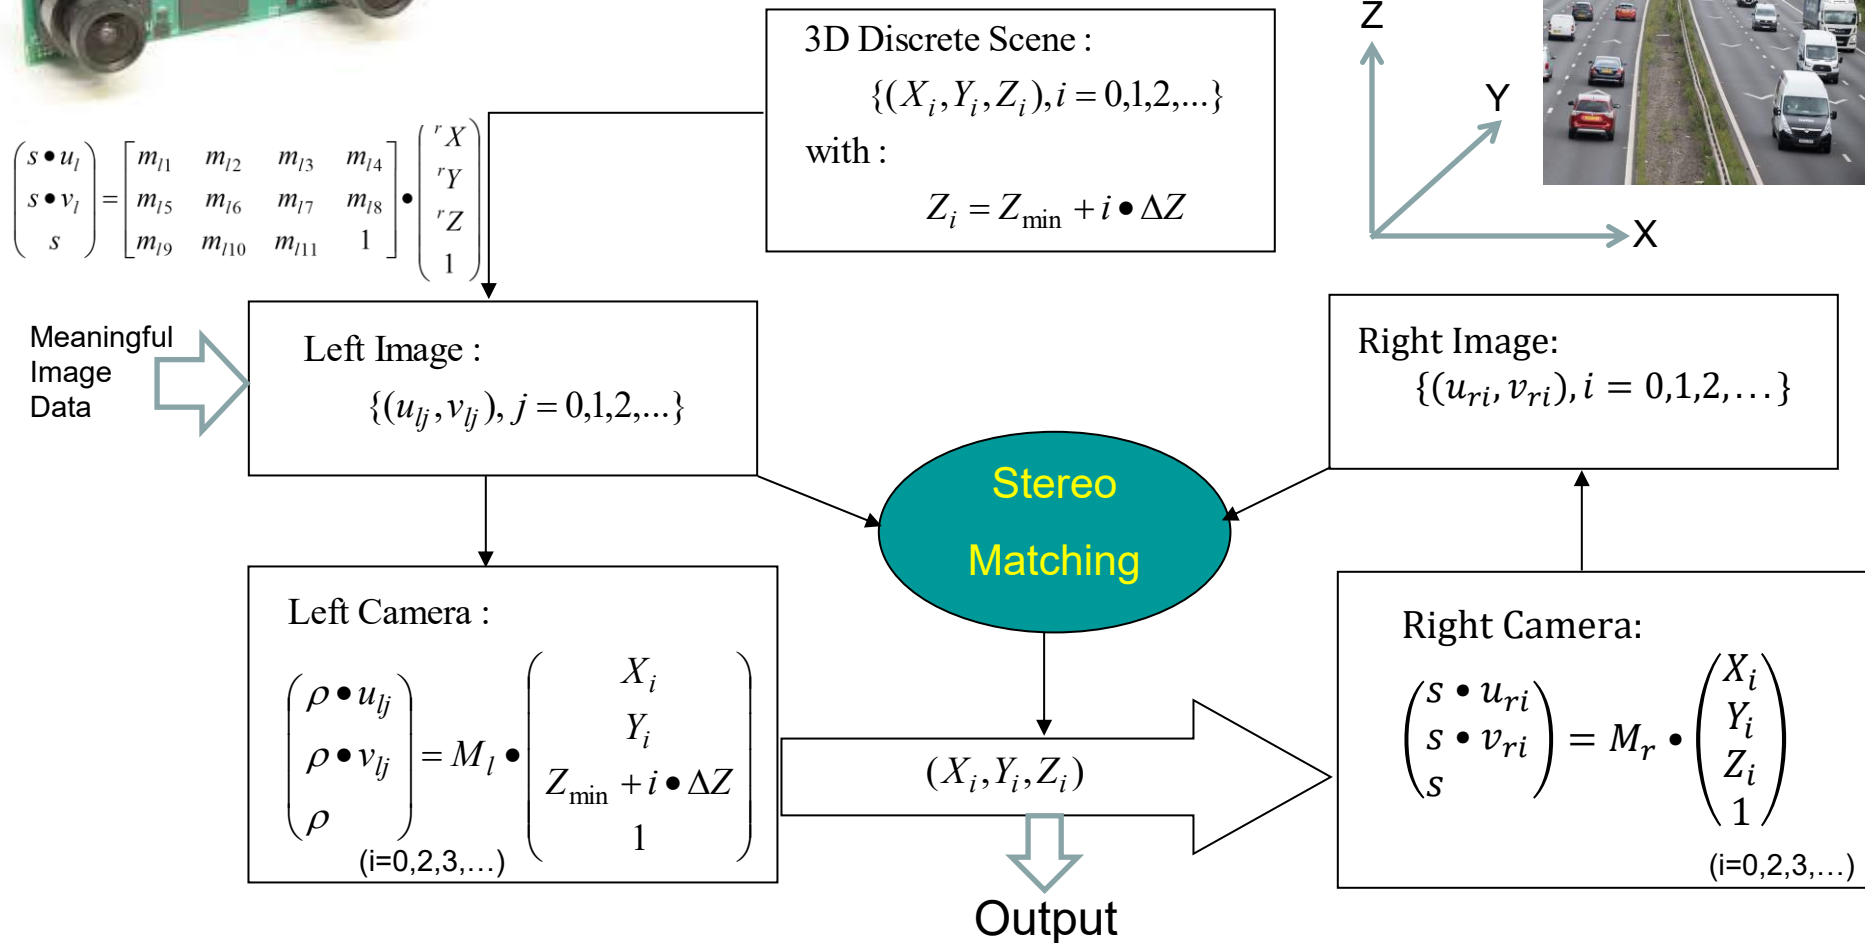 3D Discrete Scene :
{(X_i, Y_i, Z_i), i = 0,1,2,...}
with :
Z_i = Z_min + i • ΔZ
Z
Y
X
(s • u_l; s • v_l; s) = [m_l1 m_l2 m_l3 m_l4; m_l5 m_l6 m_l7 m_l8; m_l9 m_l10 m_l11 1] • (^r X; ^r Y; ^r Z; 1)
Meaningful
Image
Data
Left Image :
{(u_lj, v_lj), j = 0,1,2,...}
Right Image:
{(u_ri, v_ri), i = 0,1,2,...}
Stereo
Matching
Left Camera :
(ρ • u_lj; ρ • v_lj; ρ) = M_l • (X_i; Y_i; Z_min + i • ΔZ; 1)
(i=0,2,3,...)
(X_i, Y_i, Z_i)
Right Camera:
(s • u_ri; s • v_ri; s) = M_r • (X_i; Y_i; Z_i; 1)
(i=0,2,3,...)
Output